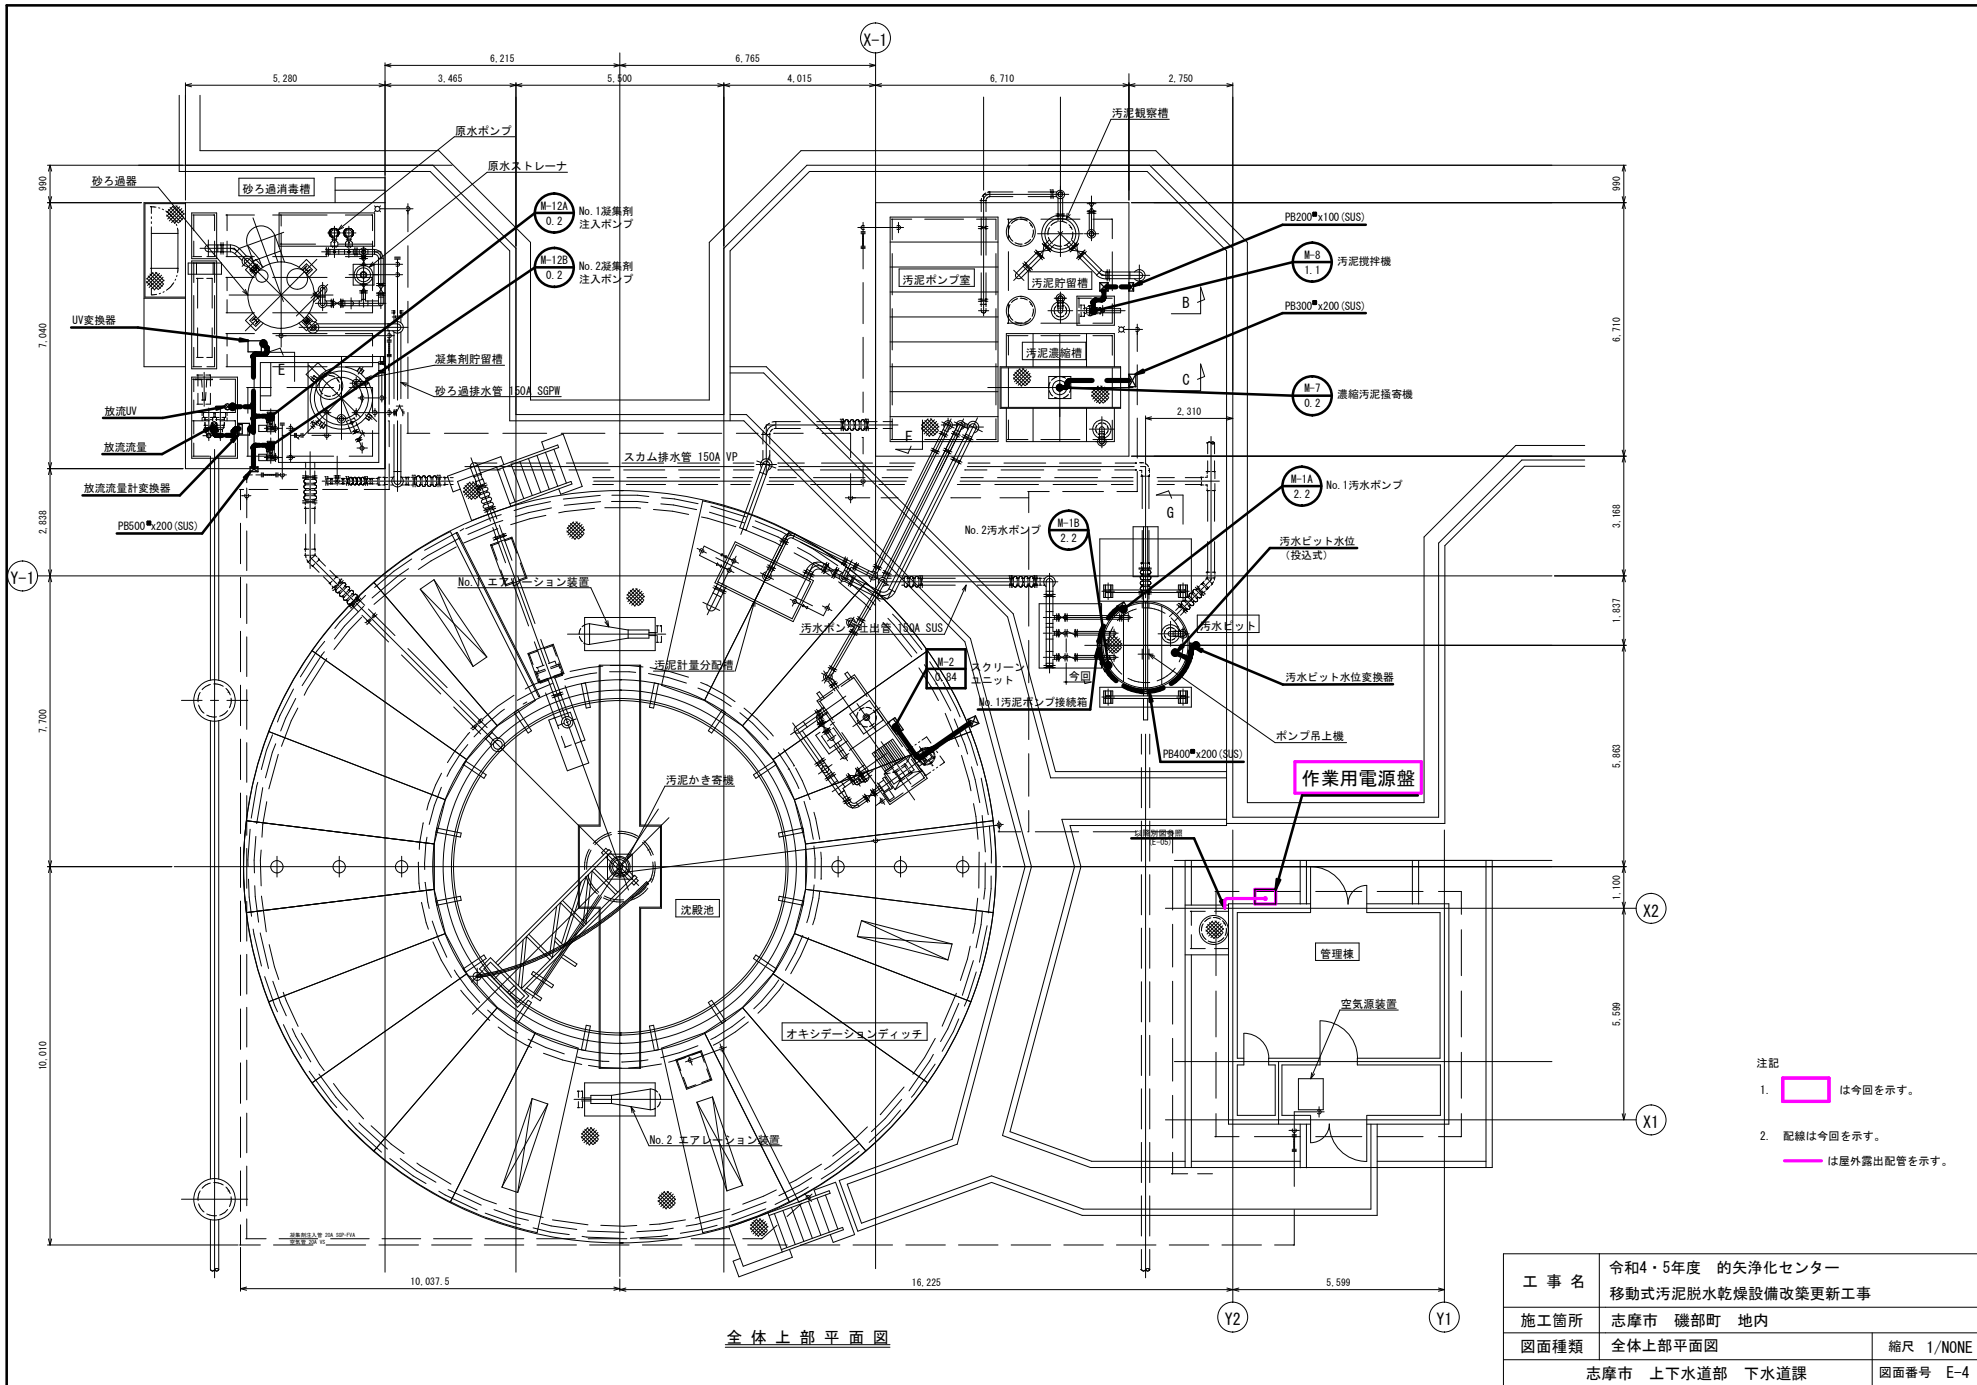 X-1
6,215
6,765
5,280
3,465
5,500
4,015
6,710
2,750
汚泥観察槽
原水ポンプ
原水ストレーナ
990
990
砂ろ過器
砂ろ過消毒槽
M-12A
0.2
No.1凝集剤
注入ポンプ
PB200■x100(SUS)
M-12B
0.2
No.2凝集剤
注入ポンプ
M-8
1.1
汚泥撹拌機
汚泥ポンプ室
汚泥貯留槽
B
PB300■x200(SUS)
UV変換器
7,040
6,710
凝集剤貯留槽
汚泥濃縮槽
E
C
砂ろ過排水管 150A SGPW
M-7
0.2
濃縮汚泥掻寄機
放流UV
2,310
放流流量
E
スカム排水管 150A VP
放流流量計変換器
M-1A
2.2
No.1汚水ポンプ
PB500■x200(SUS)
2,838
3,168
G
No.2汚水ポンプ
M-1B
2.2
汚水ピット水位
(投込式)
Y-1
No.1 エアレーション装置
1,837
汚水ポンプ吐出管 150A SUS
汚水ピット
汚泥計量分配槽
M-2
0.84
スクリーン
ユニット
今回
汚水ピット水位変換器
No.1汚泥ポンプ接続箱
7,700
5,863
ポンプ吊上機
PB400■x200(SUS)
汚泥かき寄機
作業用電源盤
以降別図参照
(E-05)
1,100
沈殿池
X2
管理棟
空気源装置
5,599
オキシデーションディッチ
10,010
注記
1. は今回を示す。
X1
2. 配線は今回を示す。
No.2 エアレーション装置
は屋外露出配管を示す。
凝集剤注入管 20A SGP-FVA
10,037.5
16,225
5,599
Y2
Y1
全体上部平面図
工事名
令和4・5年度 的矢浄化センター
移動式汚泥脱水乾燥設備改築更新工事
施工箇所 志摩市 磯部町 地内
図面種類 全体上部平面図 縮尺 1/NONE
志摩市 上下水道部 下水道課 図面番号 E-4